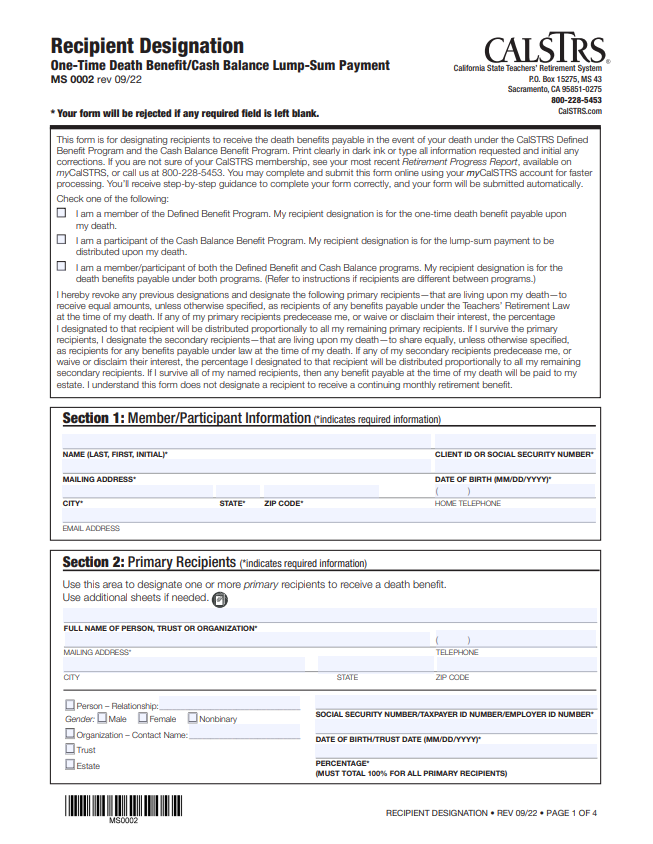 Recipient Designation
One-Time Death Benefit/Cash Balance Lump-Sum Payment
MS 0002 rev 09/22
CALSTRS®
California State Teachers' Retirement System
P.O. Box 15275, MS 43
Sacramento, CA 95851-0275
800-228-5453
CalSTRS.com
* Your form will be rejected if any required field is left blank.
This form is for designating recipients to receive the death benefits payable in the event of your death under the CalSTRS Defined
Benefit Program and the Cash Balance Benefit Program. Print clearly in dark ink or type all information requested and initial any
corrections. If you are not sure of your CalSTRS membership, see your most recent Retirement Progress Report, available on
myCalSTRS, or call us at 800-228-5453. You may complete and submit this form online using your myCalSTRS account for faster
processing. You'll receive step-by-step guidance to complete your form correctly, and your form will be submitted automatically.
Check one of the following:
I am a member of the Defined Benefit Program. My recipient designation is for the one-time death benefit payable upon
my death.
I am a participant of the Cash Balance Benefit Program. My recipient designation is for the lump-sum payment to be
distributed upon my death.
I am a member/participant of both the Defined Benefit and Cash Balance programs. My recipient designation is for the
death benefits payable under both programs. (Refer to instructions if recipients are different between programs.)
I hereby revoke any previous designations and designate the following primary recipients—that are living upon my death—to
receive equal amounts, unless otherwise specified, as recipients of any benefits payable under the Teachers' Retirement Law
at the time of my death. If any of my primary recipients predecease me, or waive or disclaim their interest, the percentage
I designated to that recipient will be distributed proportionally to all my remaining primary recipients. If I survive the primary
recipients, I designate the secondary recipients—that are living upon my death—to share equally, unless otherwise specified,
as recipients for any benefits payable under law at the time of my death. If any of my secondary recipients predecease me, or
waive or disclaim their interest, the percentage I designated to that recipient will be distributed proportionally to all my remaining
secondary recipients. If I survive all of my named recipients, then any benefit payable at the time of my death will be paid to my
estate. I understand this form does not designate a recipient to receive a continuing monthly retirement benefit.
Section 1: Member/Participant Information (*indicates required information)
NAME (LAST, FIRST, INITIAL)* CLIENT ID OR SOCIAL SECURITY NUMBER*
MAILING ADDRESS* DATE OF BIRTH (MM/DD/YYYY)*
( )
CITY* STATE* ZIP CODE* HOME TELEPHONE
EMAIL ADDRESS
Section 2: Primary Recipients (*indicates required information)
Use this area to designate one or more primary recipients to receive a death benefit.
Use additional sheets if needed.
FULL NAME OF PERSON, TRUST OR ORGANIZATION*
( )
MAILING ADDRESS* TELEPHONE
CITY STATE ZIP CODE
Person – Relationship:
Gender: Male Female Nonbinary
SOCIAL SECURITY NUMBER/TAXPAYER ID NUMBER/EMPLOYER ID NUMBER*
Organization – Contact Name:
DATE OF BIRTH/TRUST DATE (MM/DD/YYYY)*
Trust
Estate
PERCENTAGE*
(MUST TOTAL 100% FOR ALL PRIMARY RECIPIENTS)
MS0002
RECIPIENT DESIGNATION • REV 09/22 • PAGE 1 OF 4